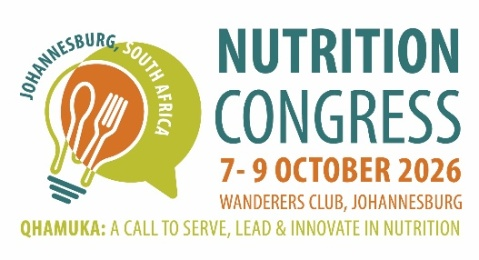 JOHANNESBURG, SOUTH AFRICA
NUTRITION
CONGRESS
7- 9 OCTOBER 2026
WANDERERS CLUB, JOHANNESBURG
QHAMUKA: A CALL TO SERVE, LEAD & INNOVATE IN NUTRITION